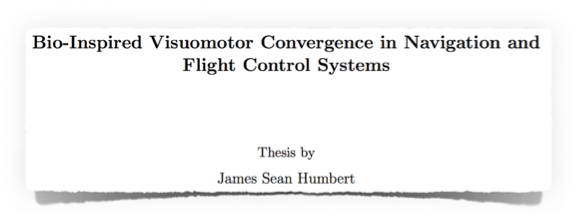 Bio-Inspired Visuomotor Convergence in Navigation and
Flight Control Systems
Thesis by
James Sean Humbert